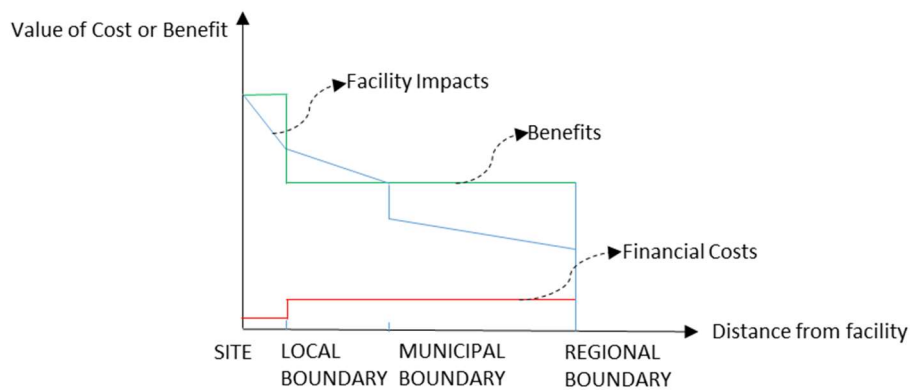 Value of Cost or Benefit
Facility Impacts
Benefits
Financial Costs
Distance from facility
SITE
LOCAL
BOUNDARY
MUNICIPAL
BOUNDARY
REGIONAL
BOUNDARY